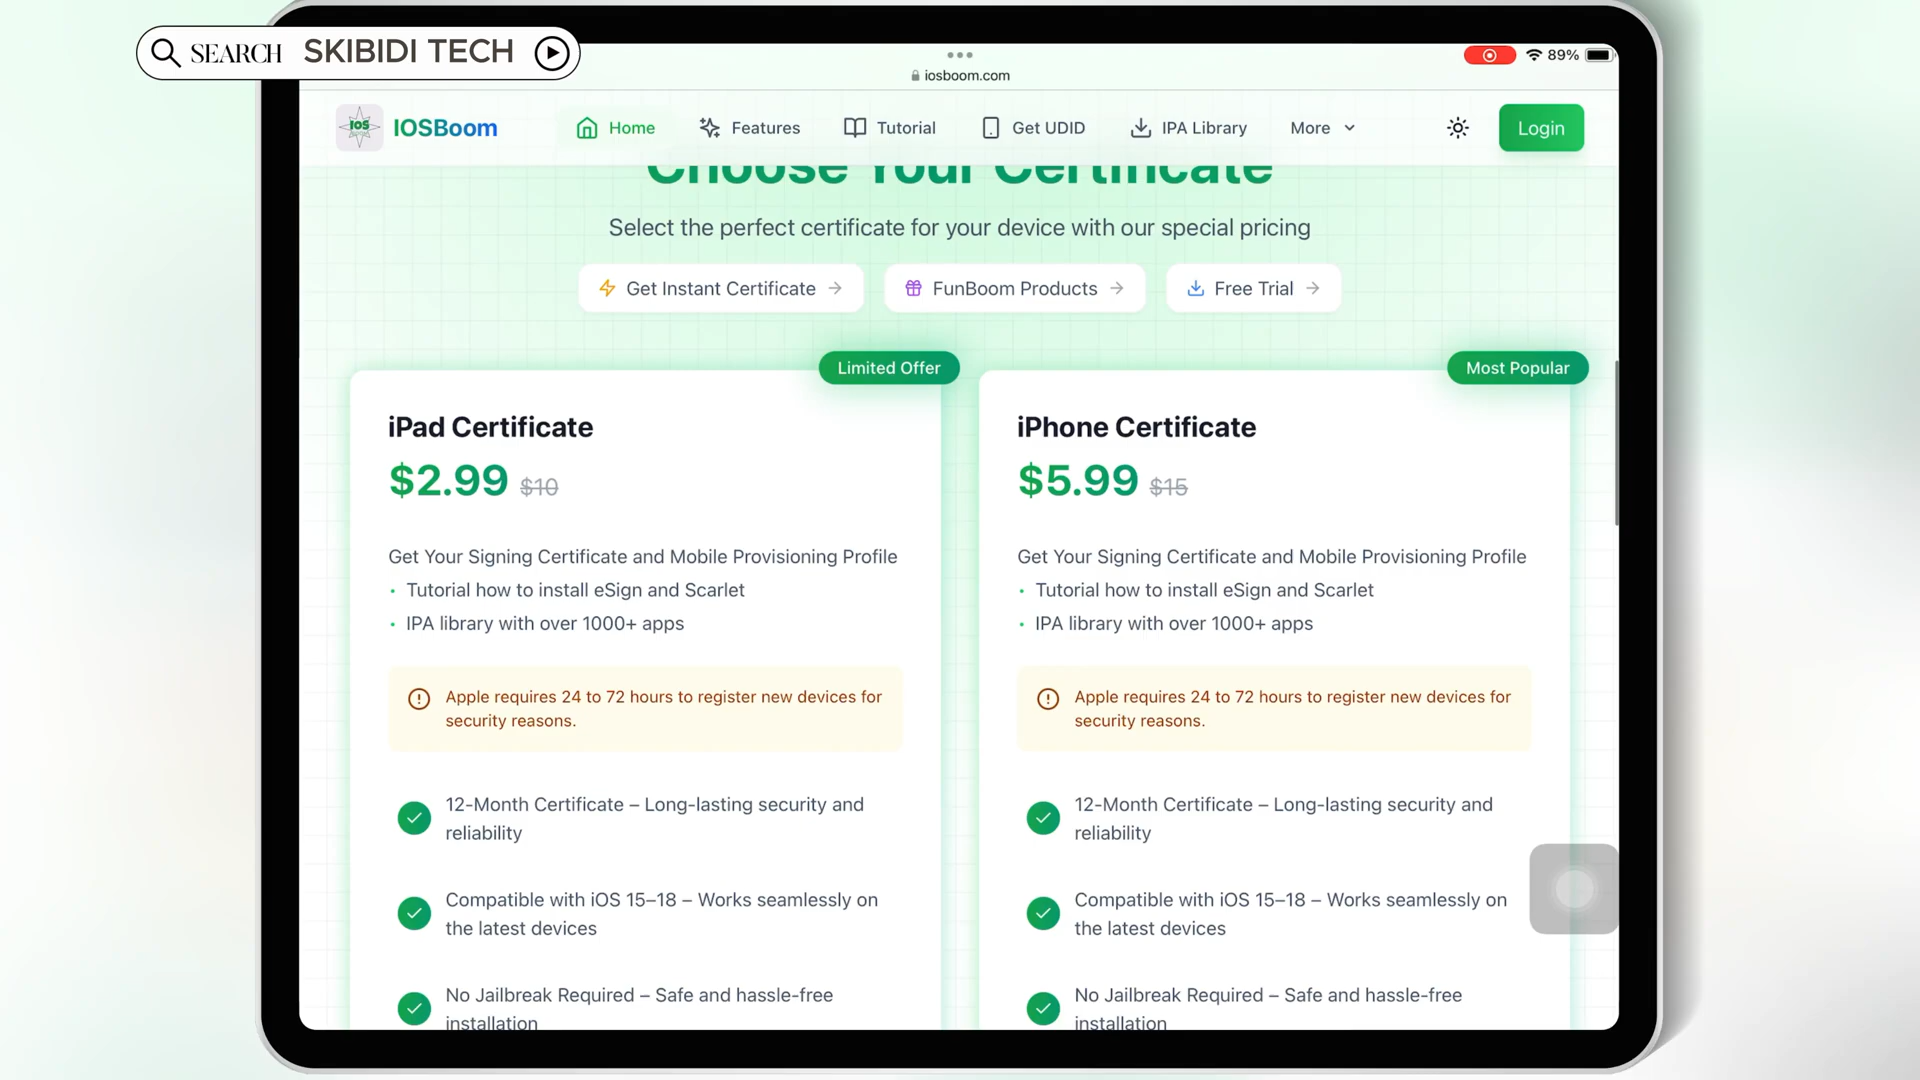 SEARCH SKIBIDI TECH
89%
iosboom.com
iOS IOSBoom Home Features Tutorial Get UDID IPA Library More Login
Choose Your Certificate
Select the perfect certificate for your device with our special pricing
Get Instant Certificate → FunBoom Products → Free Trial →
Limited Offer
iPad Certificate
$2.99 $10
Get Your Signing Certificate and Mobile Provisioning Profile
• Tutorial how to install eSign and Scarlet
• IPA library with over 1000+ apps
Apple requires 24 to 72 hours to register new devices for
security reasons.
12-Month Certificate – Long-lasting security and
reliability
Compatible with iOS 15–18 – Works seamlessly on
the latest devices
No Jailbreak Required – Safe and hassle-free
installation
Most Popular
iPhone Certificate
$5.99 $15
Get Your Signing Certificate and Mobile Provisioning Profile
• Tutorial how to install eSign and Scarlet
• IPA library with over 1000+ apps
Apple requires 24 to 72 hours to register new devices for
security reasons.
12-Month Certificate – Long-lasting security and
reliability
Compatible with iOS 15–18 – Works seamlessly on
the latest devices
No Jailbreak Required – Safe and hassle-free
installation